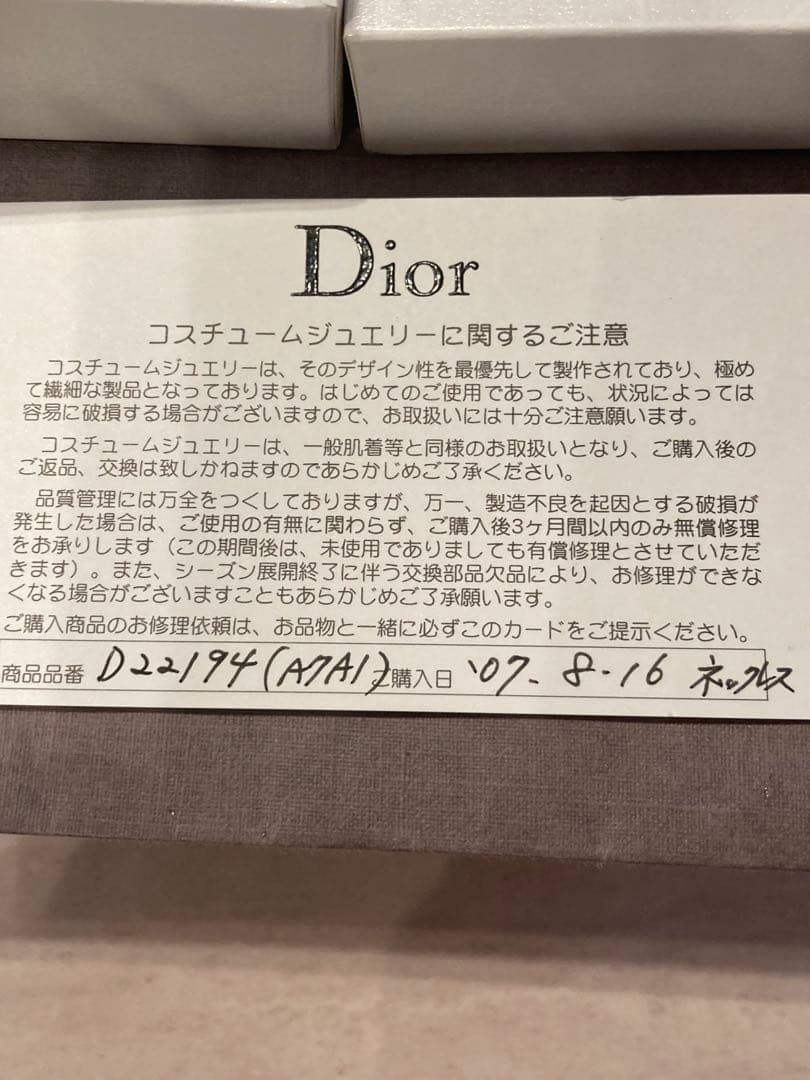 Dior
コスチュームジュエリーに関するご注意
コスチュームジュエリーは、そのデザイン性を最優先して製作されており、極め
て繊細な製品となっております。はじめてのご使用であっても、状況によっては
容易に破損する場合がございますので、お取扱いには十分ご注意願います。
コスチュームジュエリーは、一般肌着等と同様のお取扱いとなり、ご購入後の
ご返品、交換は致しかねますのであらかじめご了承ください。
品質管理には万全をつくしておりますが、万一、製造不良を起因とする破損が
発生した場合は、ご使用の有無に関わらず、ご購入後3ヶ月間以内のみ無償修理
をお承りします（この期間後は、未使用でありましても有償修理とさせていただ
きます）。また、シーズン展開終了に伴う交換部品欠品により、お修理ができな
くなる場合がございますこともあらかじめご了承願います。
ご購入商品のお修理依頼は、お品物と一緒に必ずこのカードをご提示ください。
商品品番 D22194(A7A1) ご購入日 '07-8-16 ネックレス